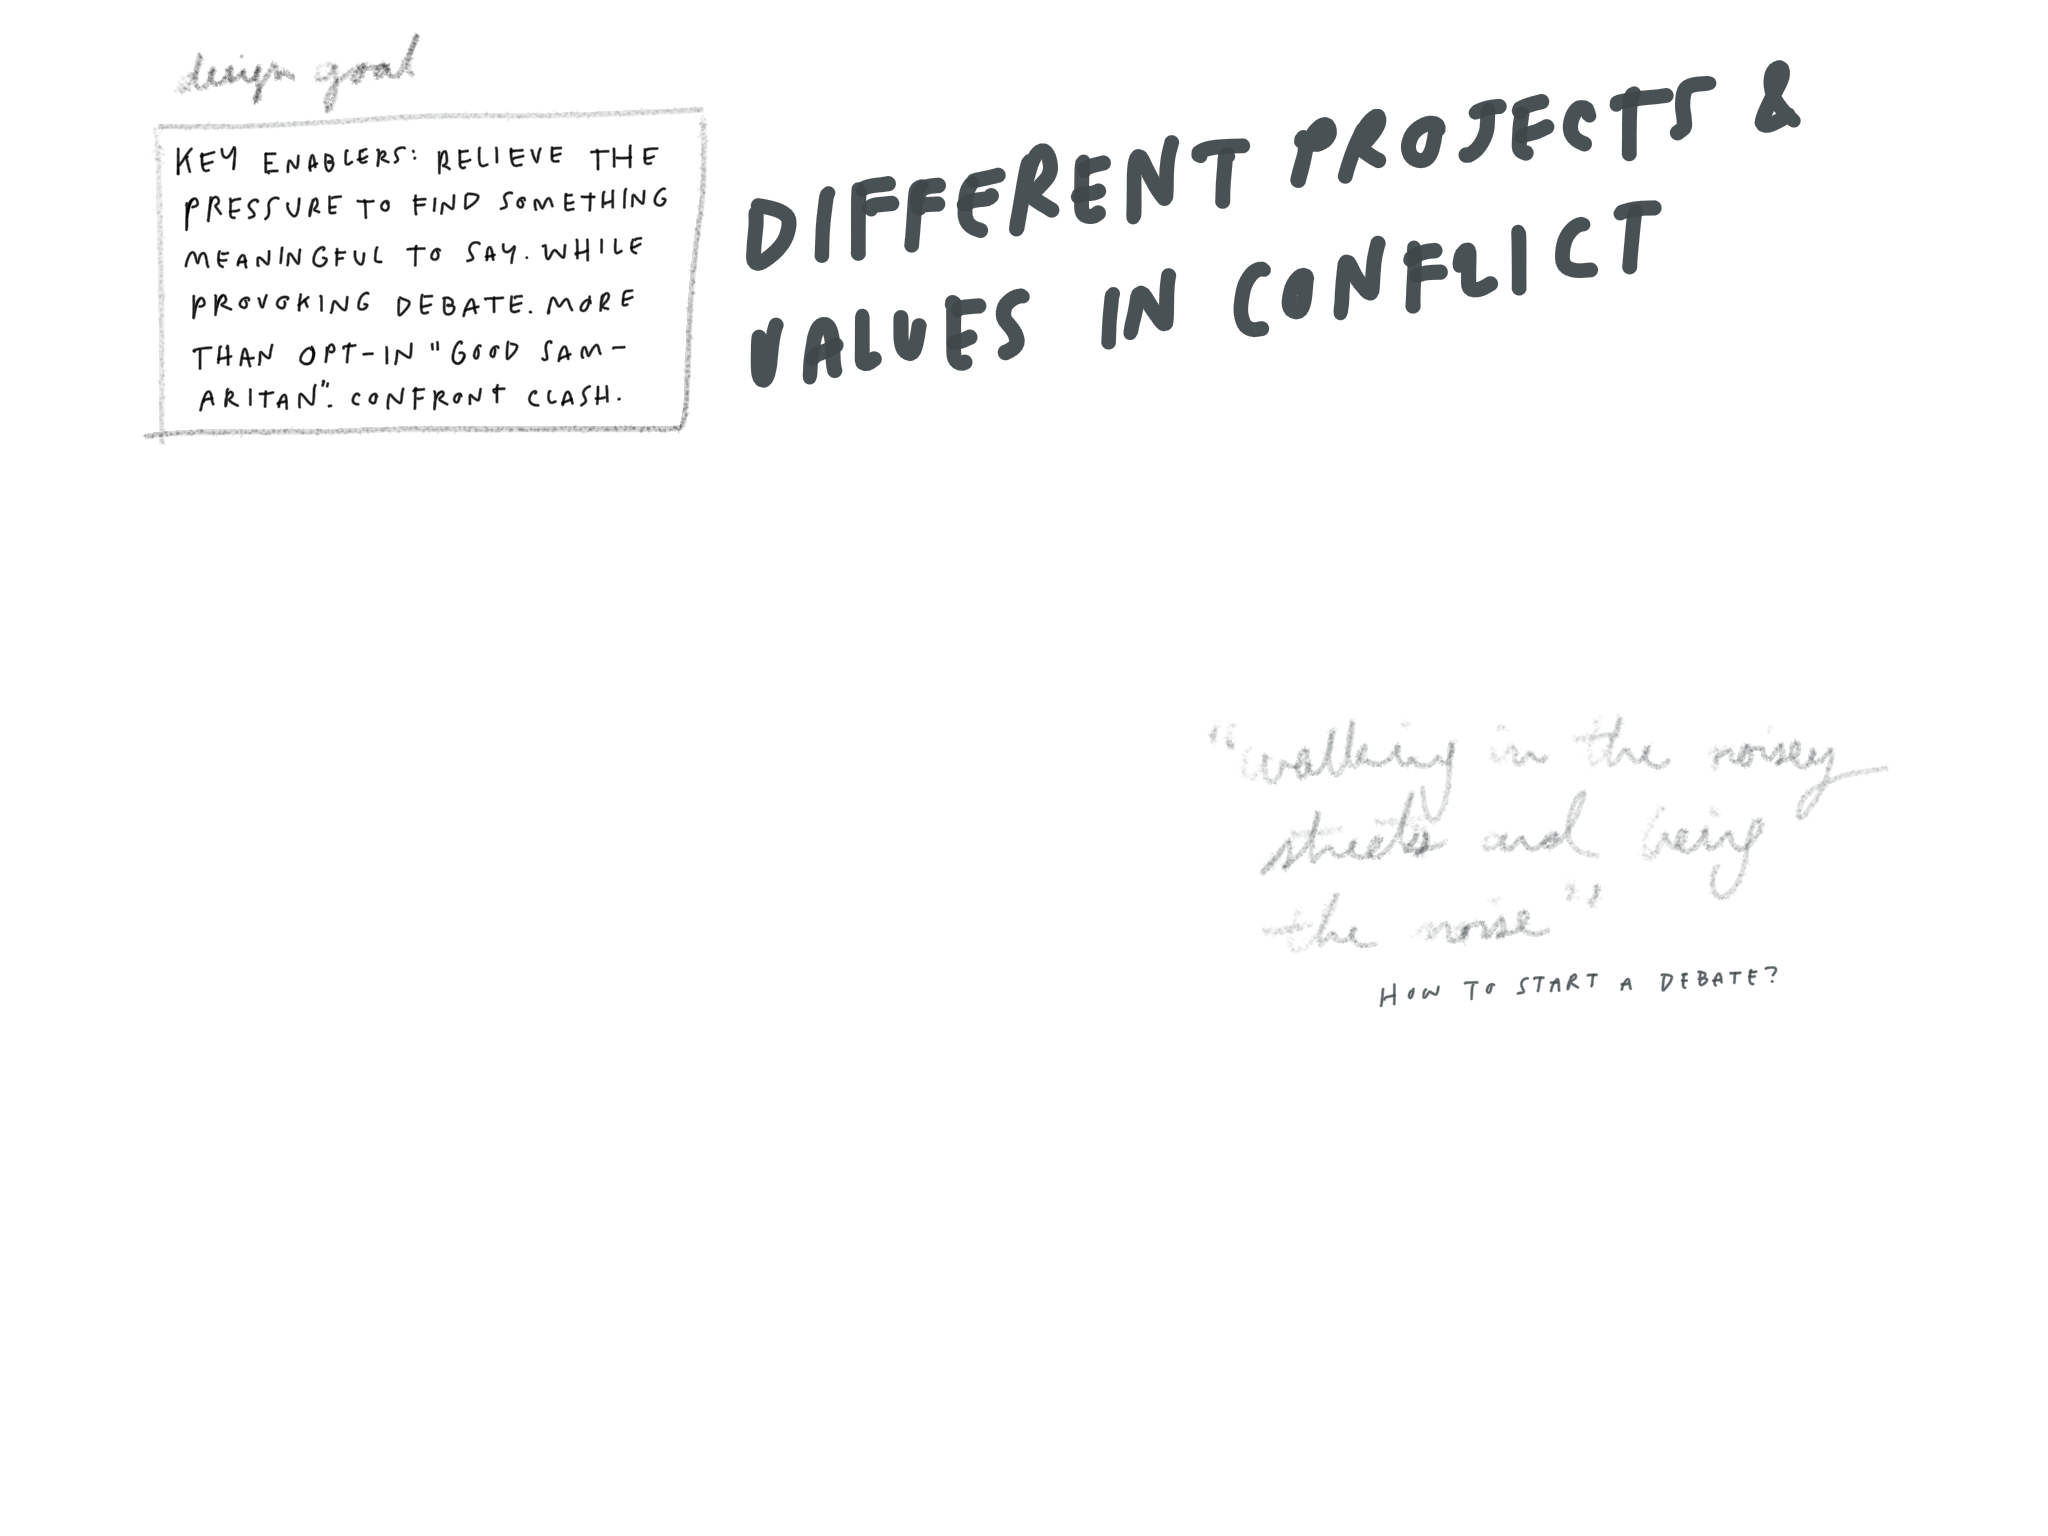 design goal
KEY ENABLERS: RELIEVE THE
PRESSURE TO FIND SOMETHING
MEANINGFUL TO SAY. WHILE
PROVOKING DEBATE. MORE
THAN OPT-IN "GOOD SAM-
ARITAN". CONFRONT CLASH.
DIFFERENT PROJECTS &
VALUES IN CONFLICT
"walking in the noisey
streets and being
the noise"
HOW TO START A DEBATE?